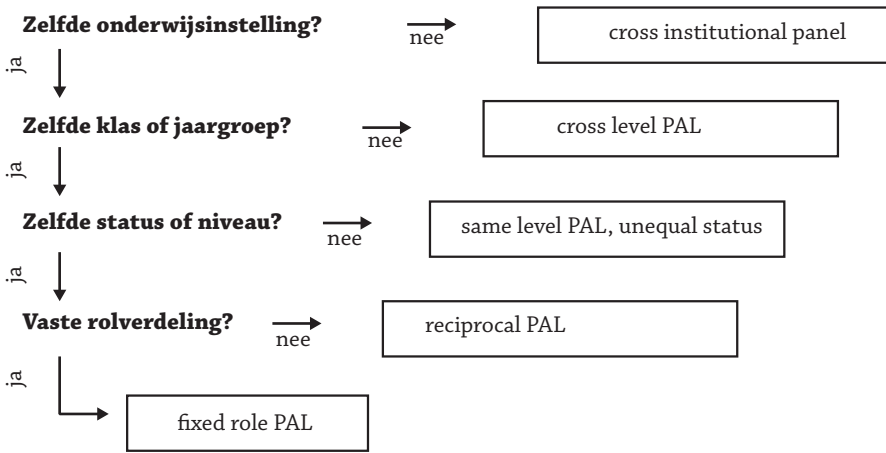 Zelfde onderwijsinstelling?
nee
cross institutional panel
ja
Zelfde klas of jaargroep?
nee
cross level PAL
ja
Zelfde status of niveau?
nee
same level PAL, unequal status
ja
Vaste rolverdeling?
nee
reciprocal PAL
ja
fixed role PAL